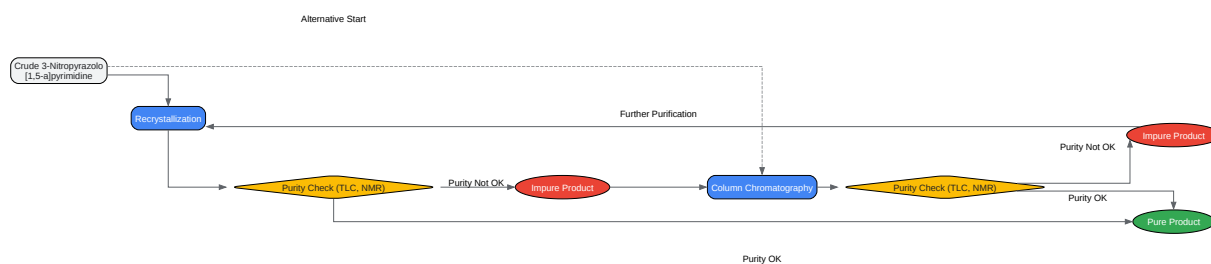 Alternative Start
Crude 3-Nitropyrazolo
[1,5-a]pyrimidine
Recrystallization
Further Purification
Impure Product
Purity Not OK
Purity Check (TLC, NMR)
Purity Not OK
Impure Product
Column Chromatography
Purity Check (TLC, NMR)
Purity OK
Pure Product
Purity OK